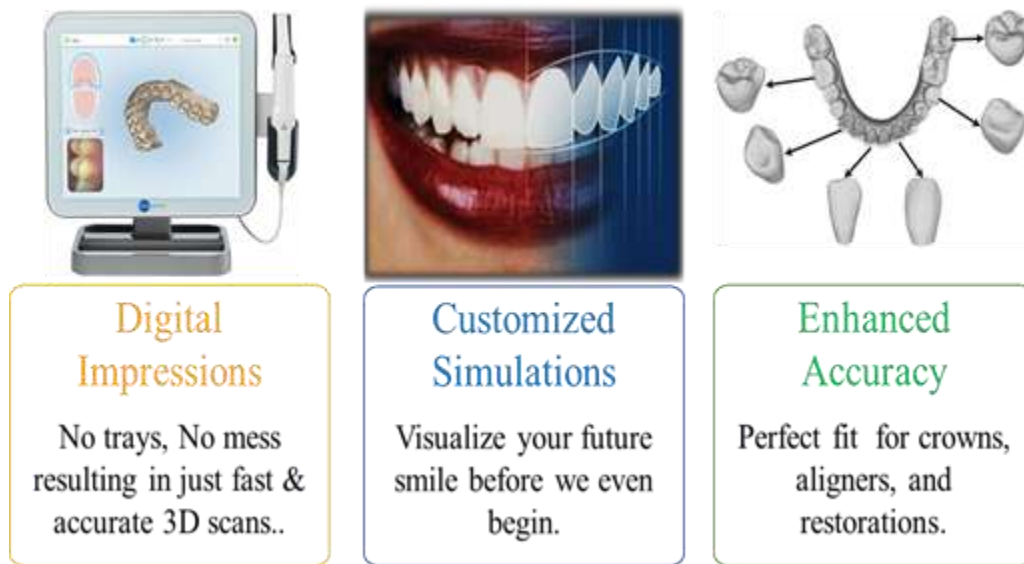 Digital
Impressions
No trays, No mess
resulting in just fast &
accurate 3D scans..
Customized
Simulations
Visualize your future
smile before we even
begin.
Enhanced
Accuracy
Perfect fit for crowns,
aligners, and
restorations.